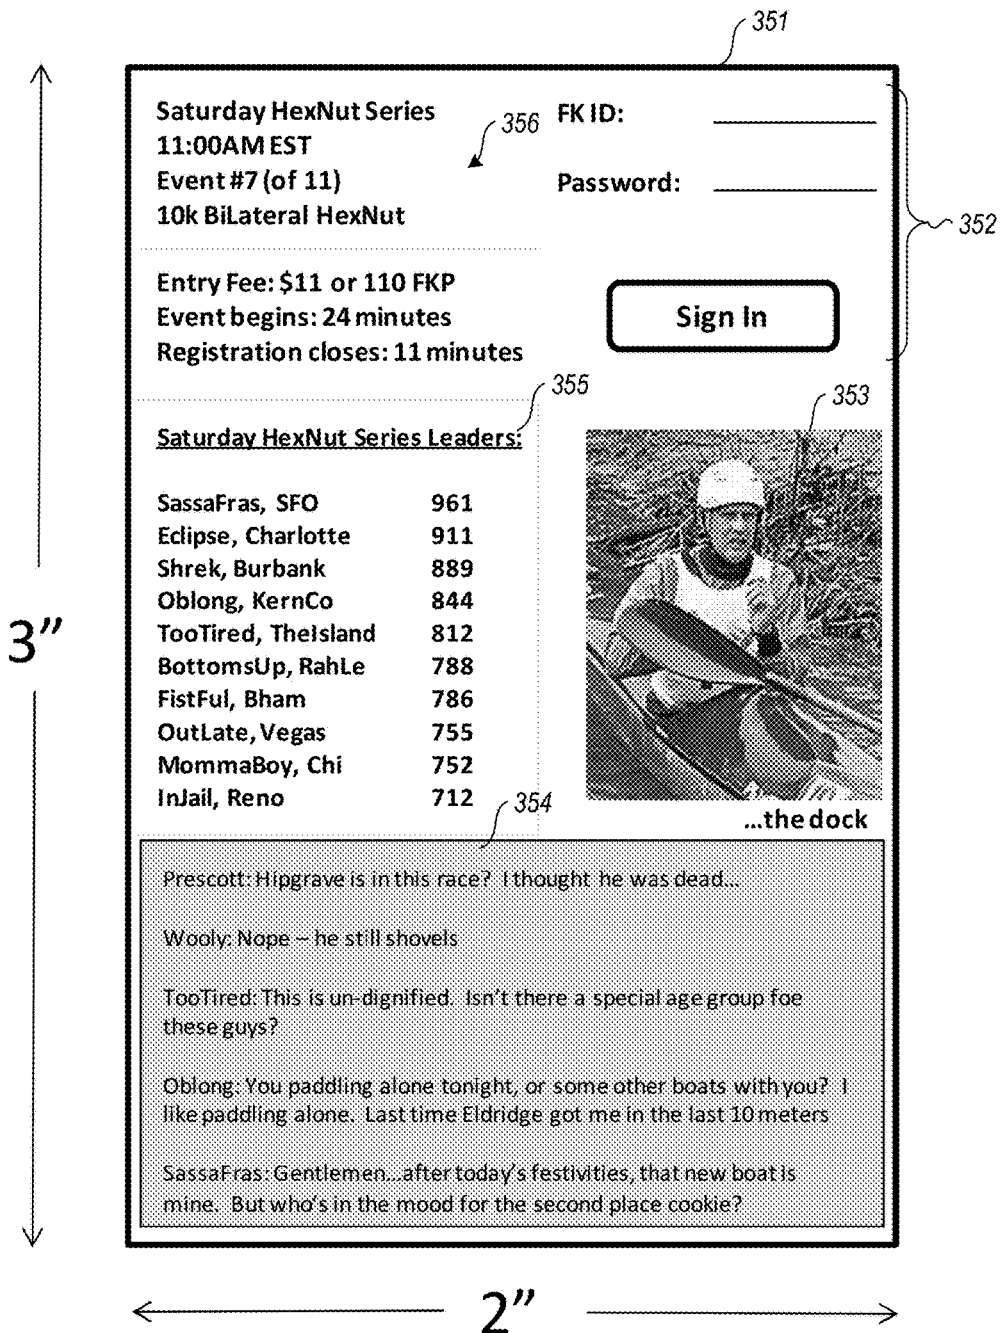 351
Saturday HexNut Series
11:00AM EST
Event #7 (of 11)
10k BiLateral HexNut
356
FK ID:
Password:
352
Entry Fee: $11 or 110 FKP
Event begins: 24 minutes
Registration closes: 11 minutes
Sign In
355
353
Saturday HexNut Series Leaders:
SassaFras, SFO 961
Eclipse, Charlotte 911
Shrek, Burbank 889
Oblong, KernCo 844
TooTired, TheIsland 812
BottomsUp, RahLe 788
FistFul, Bham 786
OutLate, Vegas 755
MommaBoy, Chi 752
InJail, Reno 712
354
...the dock
Prescott: Hipgrave is in this race? I thought he was dead...
Wooly: Nope – he still shovels
TooTired: This is un-dignified. Isn't there a special age group foe
these guys?
Oblong: You paddling alone tonight, or some other boats with you? I
like paddling alone. Last time Eldridge got me in the last 10 meters
SassaFras: Gentlemen...after today's festivities, that new boat is
mine. But who's in the mood for the second place cookie?
3”
2”